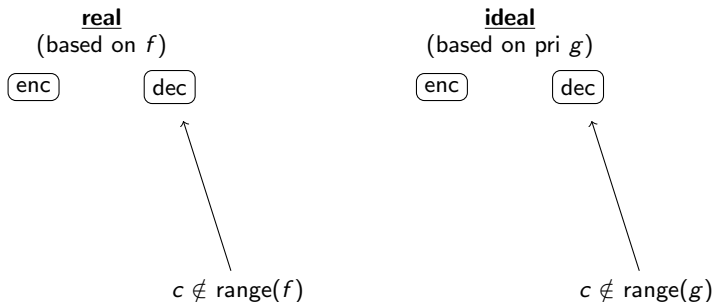 real
(based on f)
enc
dec
c ∉ range(f)
ideal
(based on pri g)
enc
dec
c ∉ range(g)